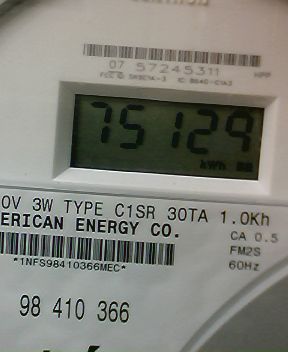 07 57245311
75129
kWh
0V 3W TYPE C1SR 30TA 1.0Kh
ERICAN ENERGY CO.
CA 0.5
FM2S
60Hz
*1NFS98410366MEC*
98 410 366